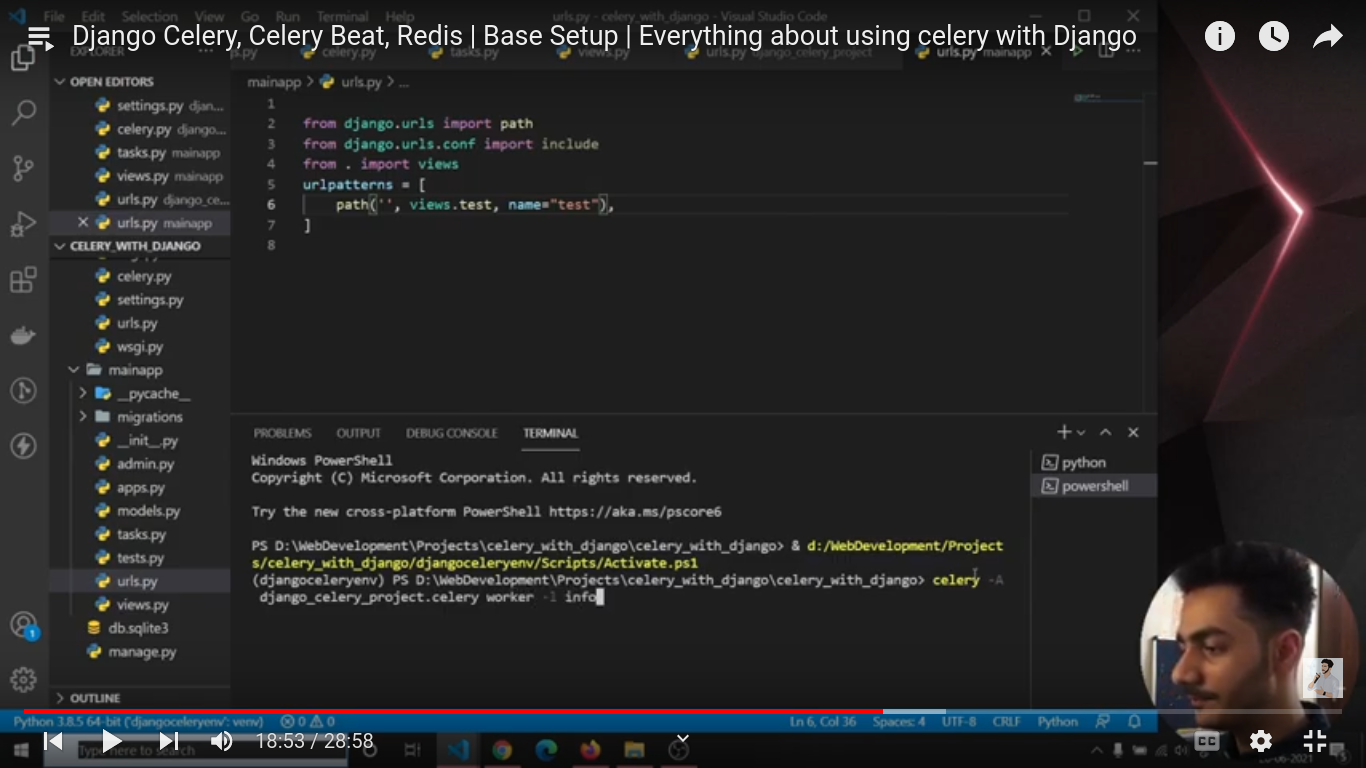 File Edit Selection View Go Run Terminal Help urls.py - celery_with_django - Visual Studio Code
Django Celery, Celery Beat, Redis | Base Setup | Everything about using celery with Django
EXPLORER
celery.py tasks.py views.py urls.py django_celery_project urls.py mainapp
OPEN EDITORS
settings.py djan...
celery.py django...
tasks.py mainapp
views.py mainapp
urls.py django_ce...
urls.py mainapp
CELERY_WITH_DJANGO
celery.py
settings.py
urls.py
wsgi.py
mainapp
__pycache__
migrations
__init__.py
admin.py
apps.py
models.py
tasks.py
tests.py
urls.py
views.py
db.sqlite3
manage.py
OUTLINE
mainapp > urls.py > ...
1
2 from django.urls import path
3 from django.urls.conf import include
4 from . import views
5 urlpatterns = [
6 path('', views.test, name="test"),
7 ]
8
PROBLEMS OUTPUT DEBUG CONSOLE TERMINAL
python
powershell
Windows PowerShell
Copyright (C) Microsoft Corporation. All rights reserved.
Try the new cross-platform PowerShell https://aka.ms/pscore6
PS D:\WebDevelopment\Projects\celery_with_django\celery_with_django> & d:/WebDevelopment/Project
s/celery_with_django/djangoceleryenv/Scripts/Activate.ps1
(djangoceleryenv) PS D:\WebDevelopment\Projects\celery_with_django\celery_with_django> celery -A
django_celery_project.celery worker -l info
1
Python 3.8.5 64-bit ('djangoceleryenv': venv) 0 0 Ln 6, Col 36 Spaces: 4 UTF-8 CRLF Python
18:53 / 28:58
Type here to search
CC